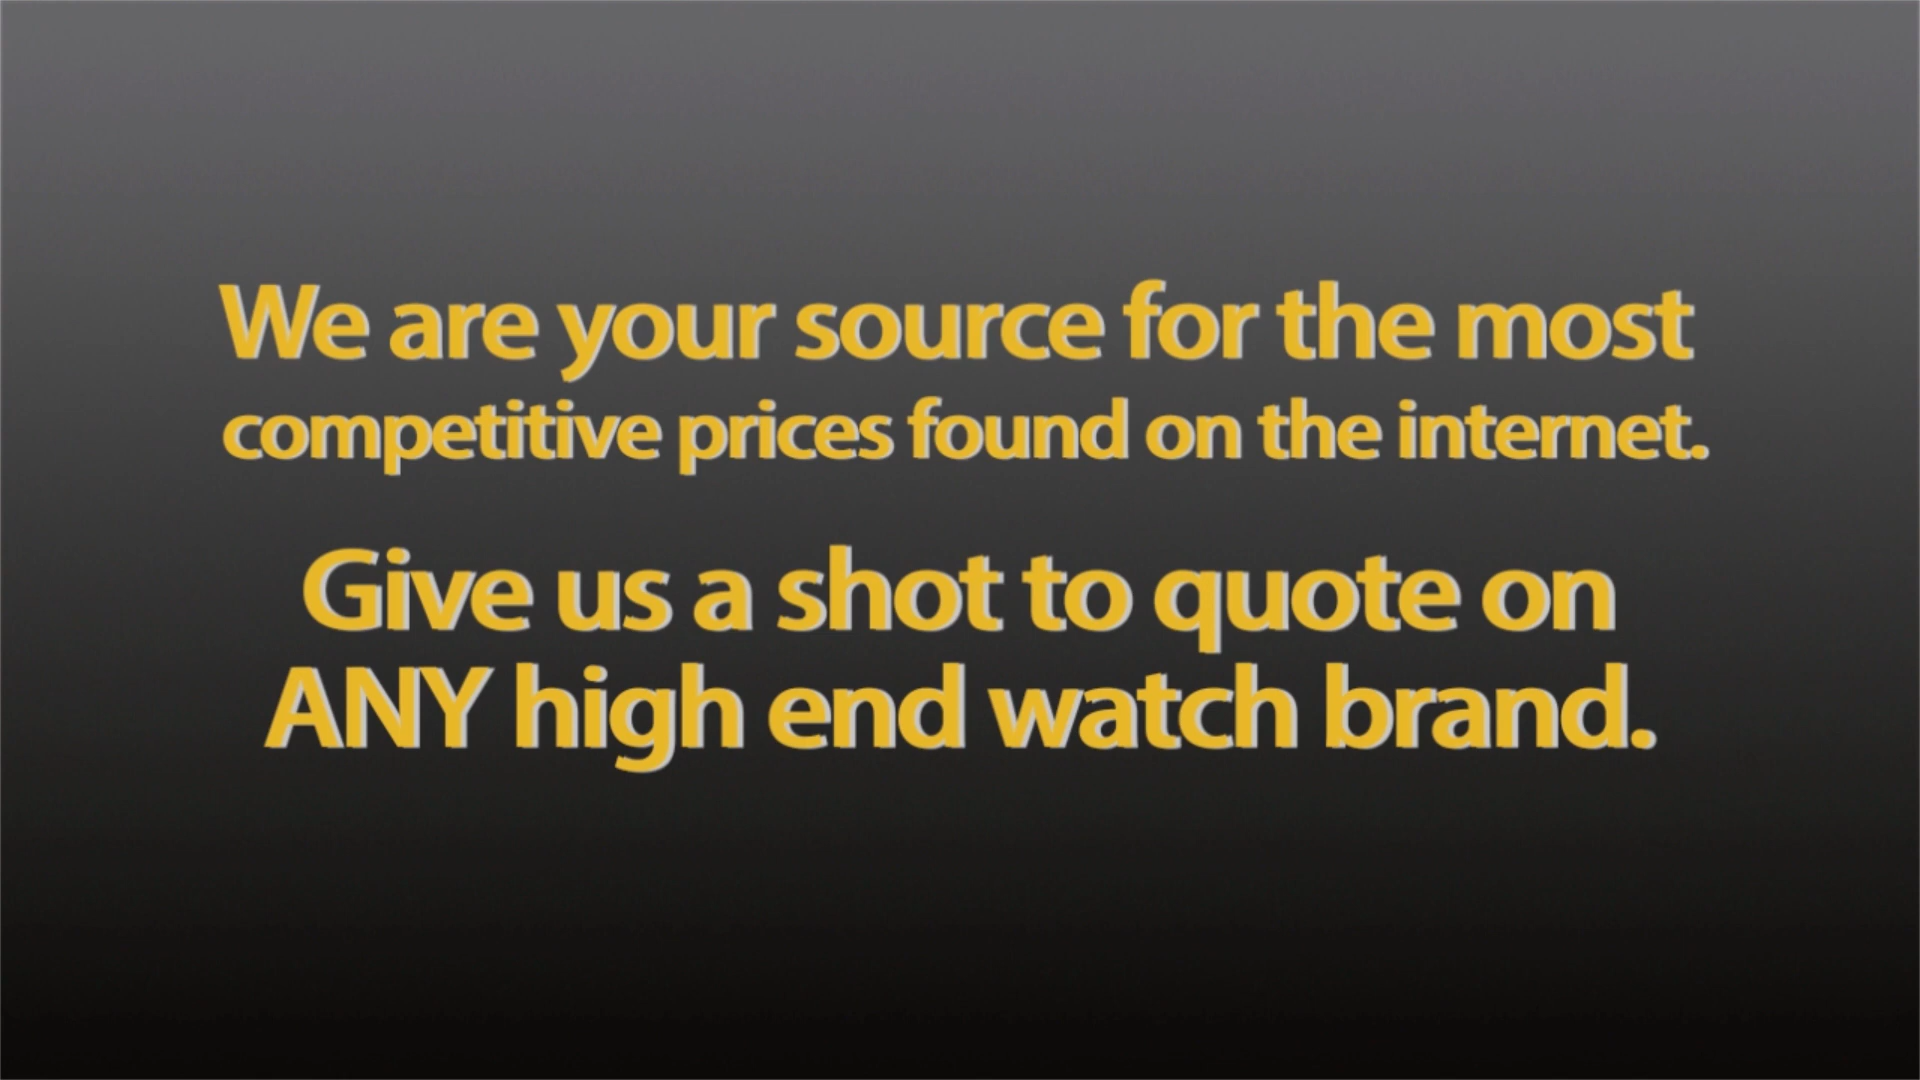 We are your source for the most
competitive prices found on the internet.
Give us a shot to quote on
ANY high end watch brand.